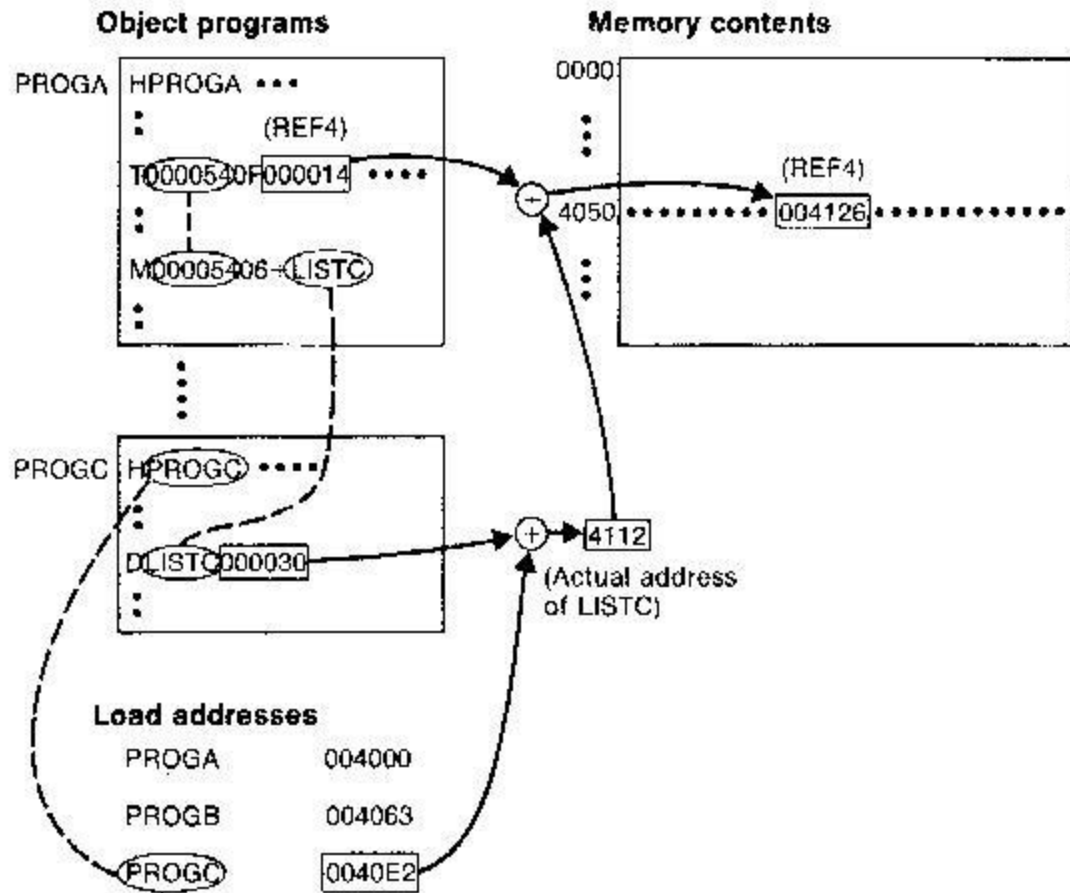 Object programs
Memory contents
PROGA HPROGA ••••
0000
(REF4)
T0000540F000014 ••••
(REF4)
4050 004126
M00005406+LISTC
PROGC HPROGC ••••
DLISTC000030
4112
(Actual address
of LISTC)
Load addresses
PROGA 004000
PROGB 004063
PROGC 0040E2